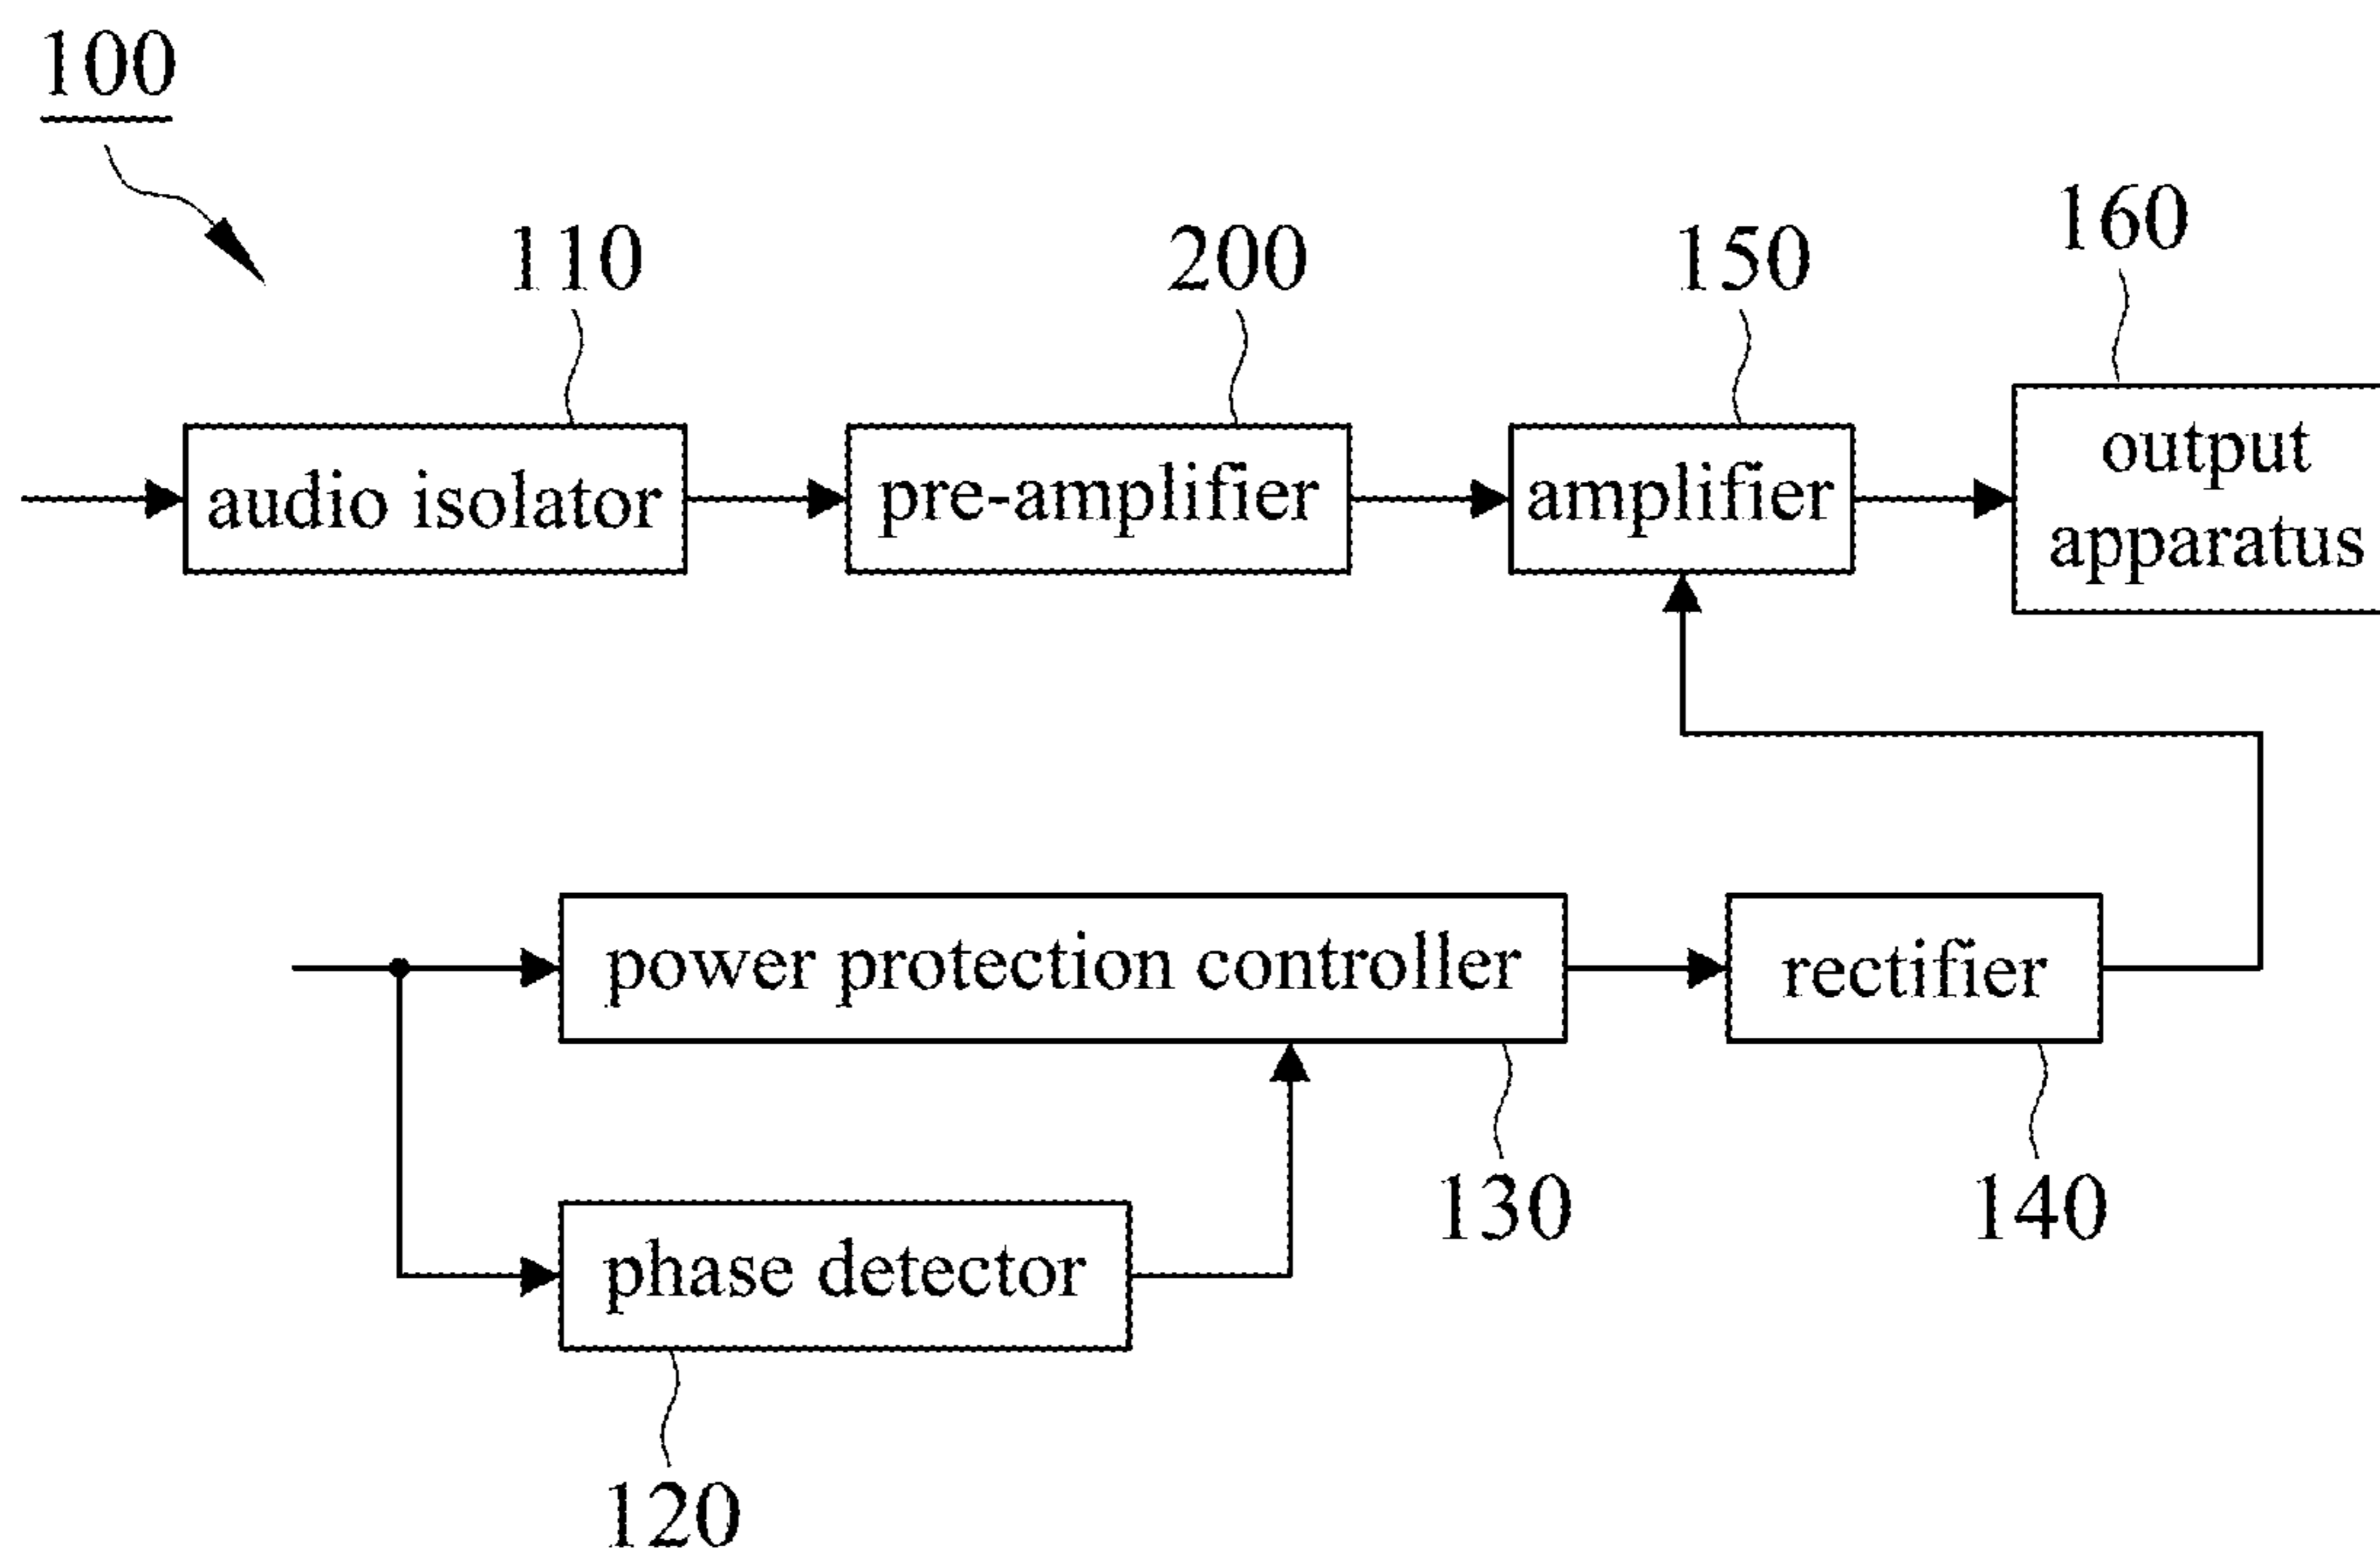 100
110
200
150
160
audio isolator
pre-amplifier
amplifier
output
apparatus
power protection controller
rectifier
130
140
phase detector
120